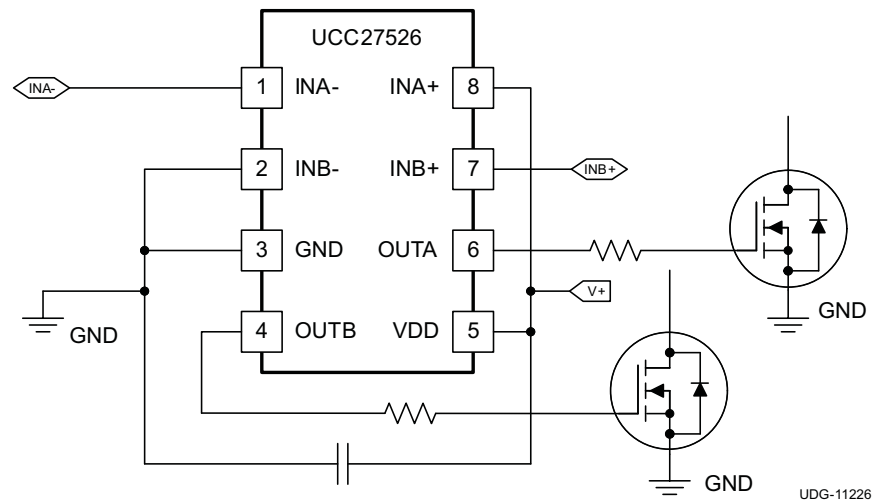 UCC27526
INA-
1 INA- INA+ 8
2 INB- INB+ 7
INB+
3 GND OUTA 6
V+
GND
GND
4 OUTB VDD 5
GND
UDG-11226